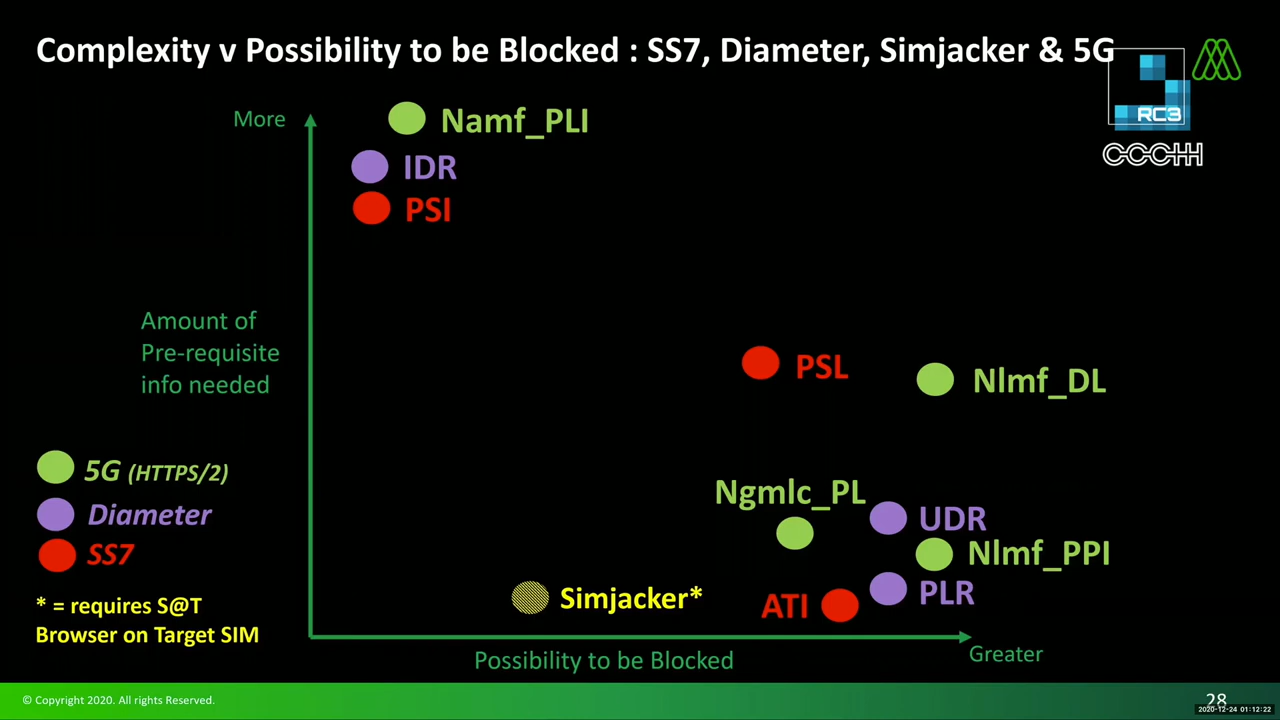 Complexity v Possibility to be Blocked : SS7, Diameter, Simjacker & 5G
RC3
CCCHH
More
Namf_PLI
IDR
PSI
Amount of
Pre-requisite
info needed
PSL
Nlmf_DL
5G (HTTPS/2)
Diameter
SS7
Ngmlc_PL
UDR
Nlmf_PPI
* = requires S@T
Browser on Target SIM
Simjacker*
ATI
PLR
Possibility to be Blocked
Greater
© Copyright 2020. All rights Reserved.
28
2020-12-24 01:12:22